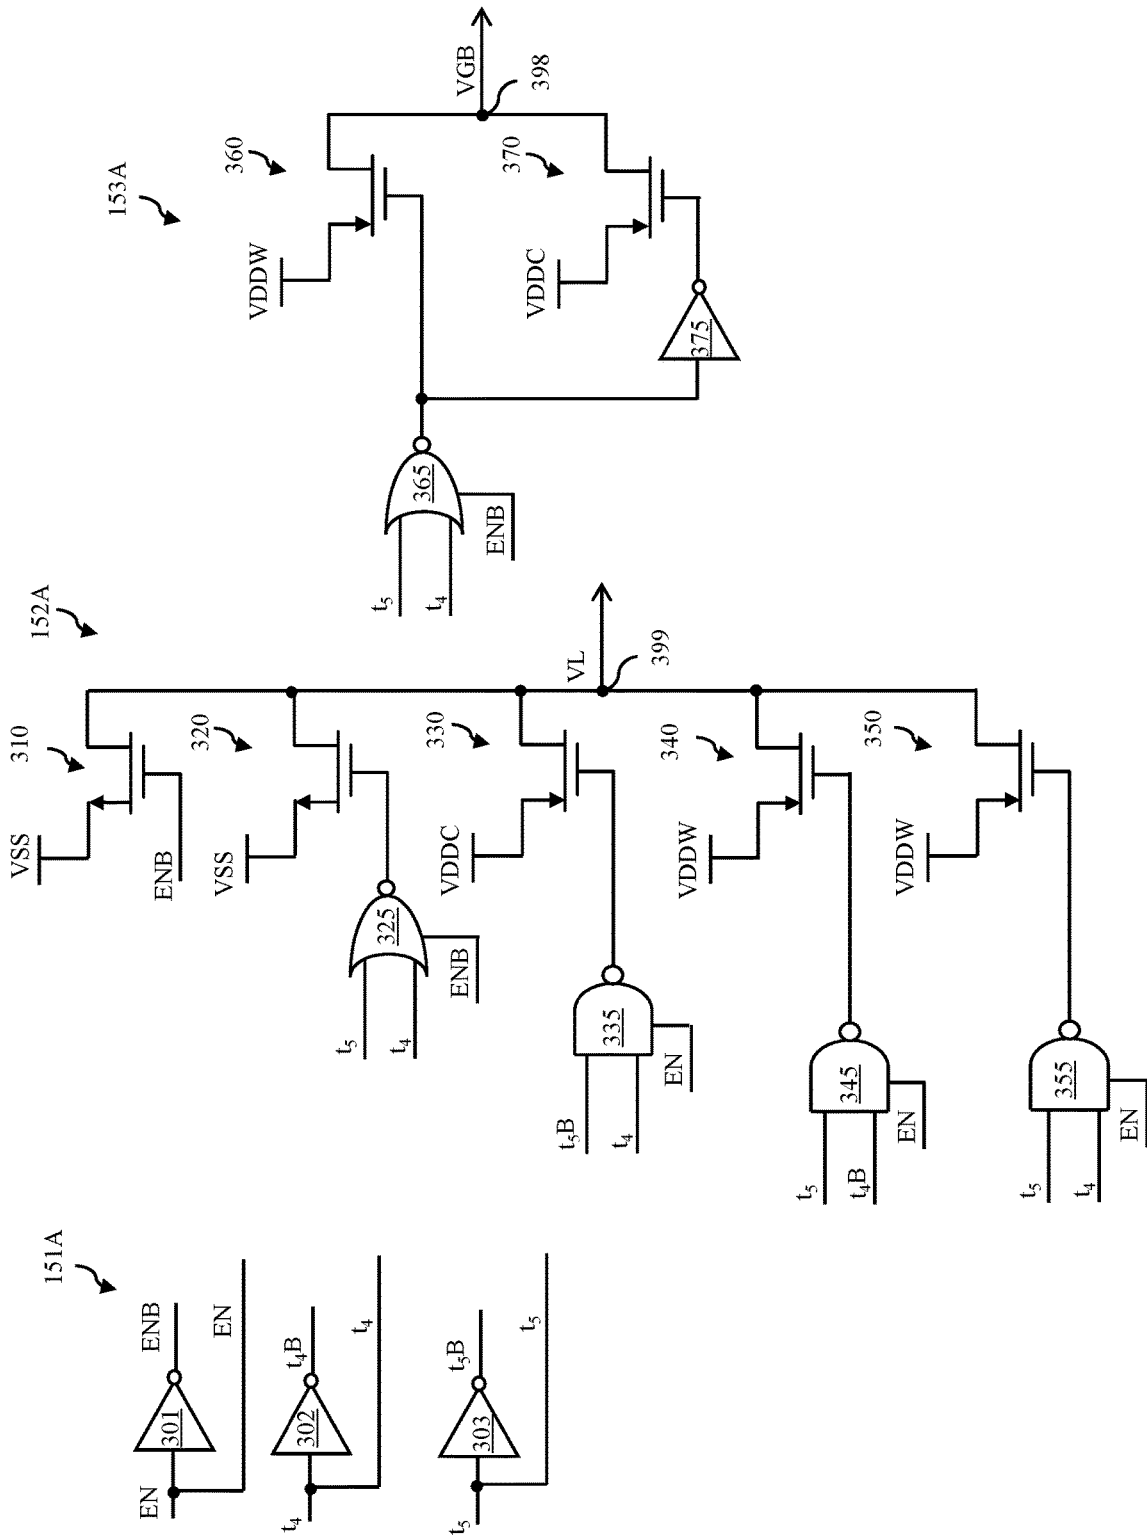 151A
EN
301
ENB
EN
t4
302
t4B
t4
t5
303
t5B
t5
152A
VSS
310
ENB
VSS
320
t5
t4
325
ENB
VDDC
330
t5B
t4
335
EN
VL
399
VDDW
340
t5
t4B
345
EN
VDDW
350
t5
t4
355
EN
153A
VDDW
360
t5
t4
365
ENB
VDDC
370
375
VGB
398